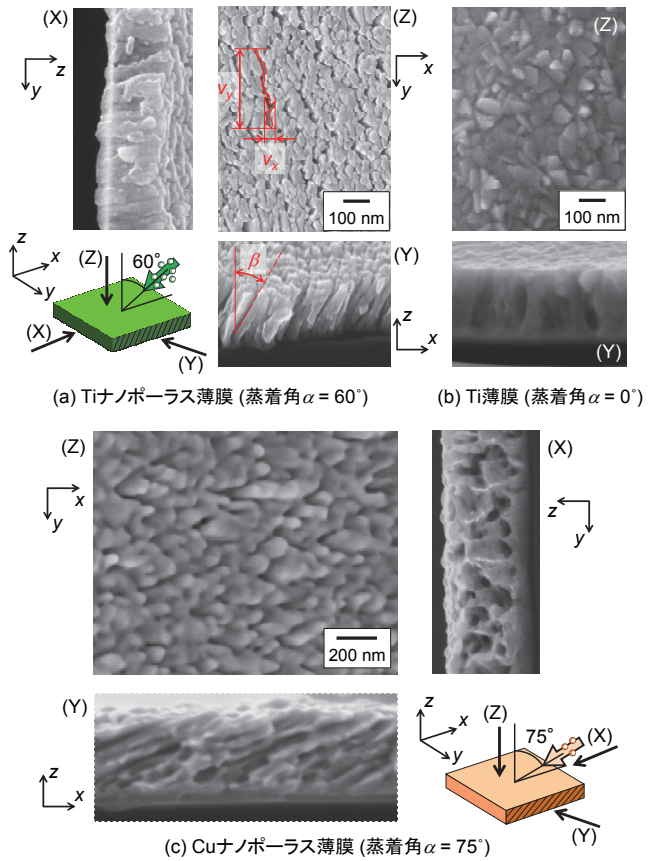 (X)
z
y
(Z)
v_y
v_x
100 nm
x
y
(Z)
100 nm
z
x
y
(Z)
60°
(X)
(Y)
β
(Y)
z
x
(Y)
(a) Tiナノポーラス薄膜 (蒸着角α = 60°)
(b) Ti薄膜 (蒸着角α = 0°)
(Z)
x
y
200 nm
(X)
z
y
(Y)
z
x
z
x
y
(Z)
75°
(X)
(Y)
(c) Cuナノポーラス薄膜 (蒸着角α = 75°)